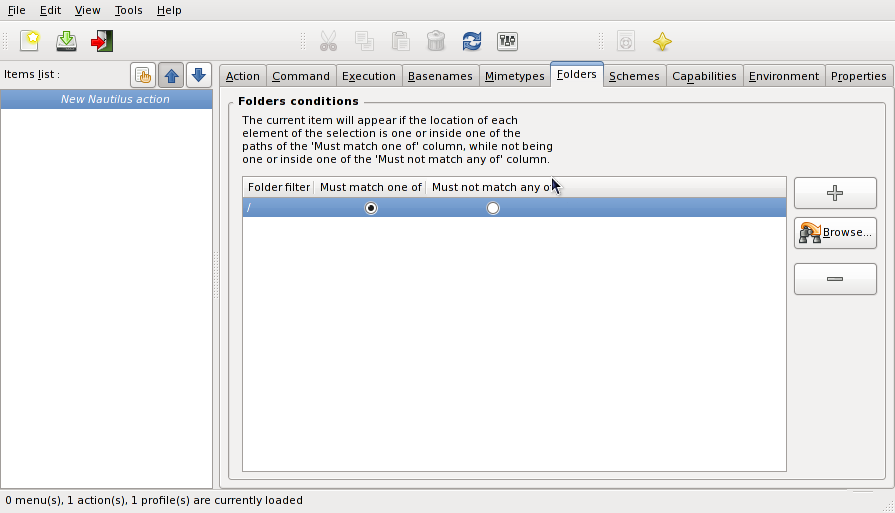 File Edit View Tools Help
Items list :
New Nautilus action
Action Command Execution Basenames Mimetypes Folders Schemes Capabilities Environment Properties
Folders conditions
The current item will appear if the location of each
element of the selection is one or inside one of the
paths of the 'Must match one of' column, while not being
one or inside one of the 'Must not match any of' column.
Folder filter Must match one of Must not match any of
/
Browse...
0 menu(s), 1 action(s), 1 profile(s) are currently loaded